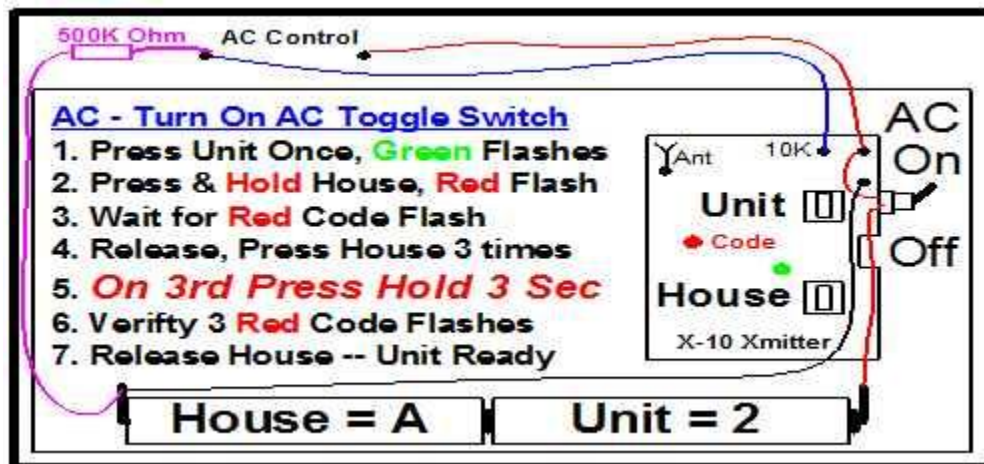 500K Ohm
AC Control
AC - Turn On AC Toggle Switch
1. Press Unit Once, Green Flashes
2. Press & Hold House, Red Flash
3. Wait for Red Code Flash
4. Release, Press House 3 times
5. On 3rd Press Hold 3 Sec
6. Verifty 3 Red Code Flashes
7. Release House -- Unit Ready
Ant
10K
Unit
Code
House
X-10 Xmitter
AC
On
Off
House = A
Unit = 2